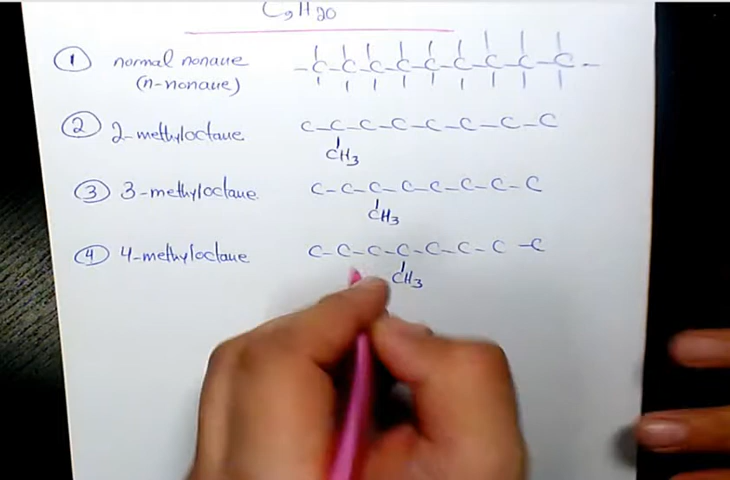 C9H20
1 normal nonane
(n-nonane)
-C-C-C-C-C-C-C-C-C-
2 2-methyloctane
C-C-C-C-C-C-C-C
CH3
3 3-methyloctane
C-C-C-C-C-C-C-C
CH3
4 4-methyloctane
C-C-C-C-C-C-C-C
CH3